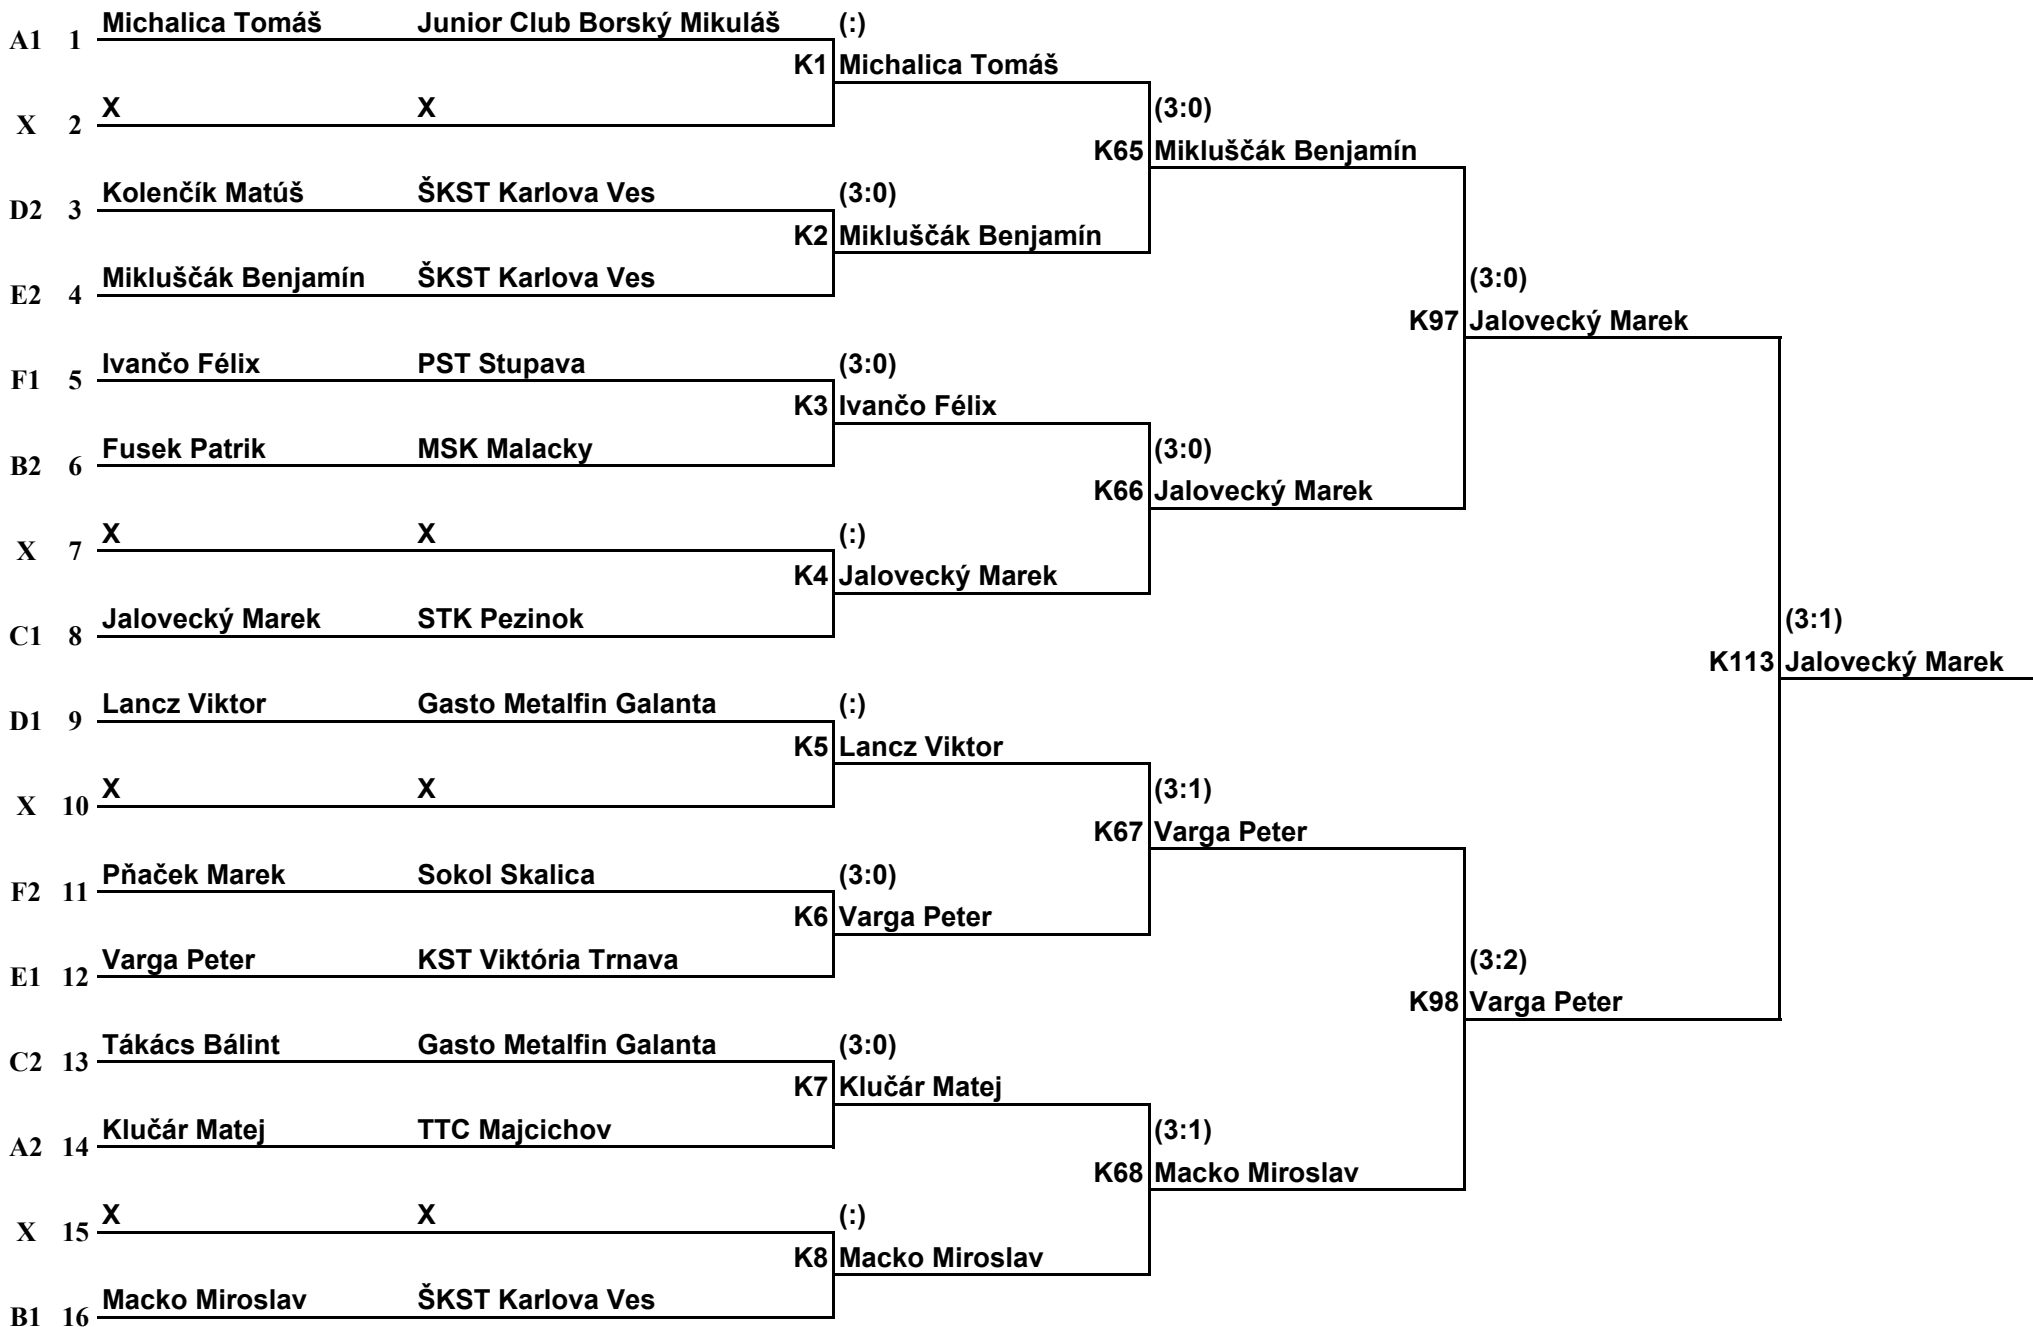 Michalica Tomáš Junior Club Borský Mikuláš (:)
A1 1
K1 Michalica Tomáš
X X (3:0)
X 2
K65 Mikluščák Benjamín
Kolenčík Matúš ŠKST Karlova Ves (3:0)
D2 3
K2 Mikluščák Benjamín
Mikluščák Benjamín ŠKST Karlova Ves (3:0)
E2 4
K97 Jalovecký Marek
Ivančo Félix PST Stupava (3:0)
F1 5
K3 Ivančo Félix
Fusek Patrik MSK Malacky (3:0)
B2 6
K66 Jalovecký Marek
X X (:)
X 7
K4 Jalovecký Marek
Jalovecký Marek STK Pezinok (3:1)
C1 8
K113 Jalovecký Marek
Lancz Viktor Gasto Metalfin Galanta (:)
D1 9
K5 Lancz Viktor
X X (3:1)
X 10
K67 Varga Peter
Pňaček Marek Sokol Skalica (3:0)
F2 11
K6 Varga Peter
Varga Peter KST Viktória Trnava (3:2)
E1 12
K98 Varga Peter
Tákács Bálint Gasto Metalfin Galanta (3:0)
C2 13
K7 Klučár Matej
Klučár Matej TTC Majcichov (3:1)
A2 14
K68 Macko Miroslav
X X (:)
X 15
K8 Macko Miroslav
Macko Miroslav ŠKST Karlova Ves
B1 16